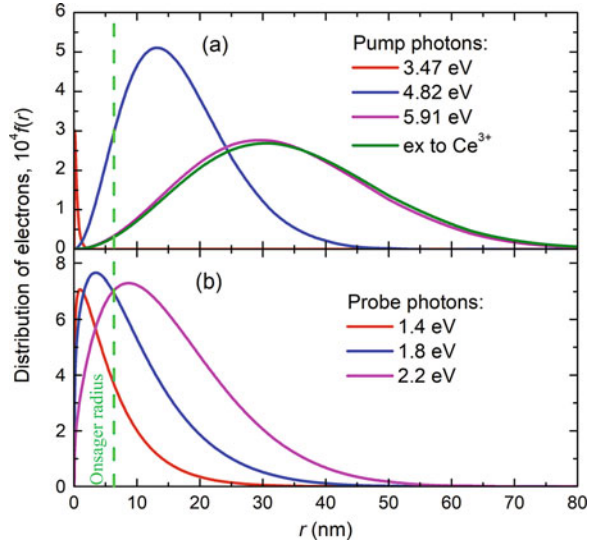 6
5
4
3
2
1
0
(a)
Pump photons:
3.47 eV
4.82 eV
5.91 eV
ex to Ce³⁺
Distribution of electrons, 10⁴f(r)
8
6
4
2
0
(b)
Probe photons:
1.4 eV
1.8 eV
2.2 eV
Onsager radius
0 10 20 30 40 50 60 70 80
r (nm)